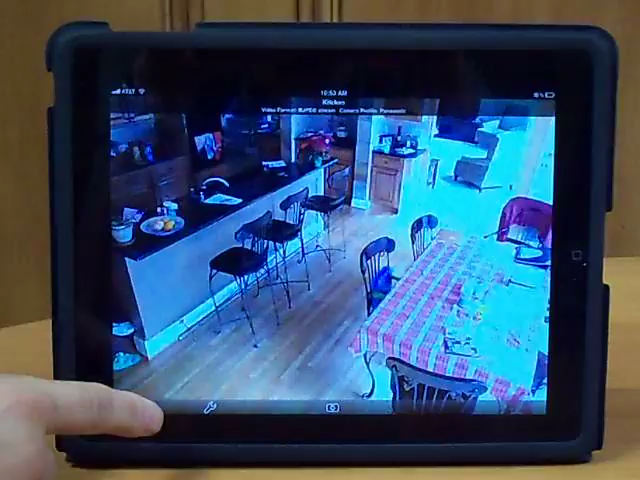 AT&T 10:53 AM
Kitchen
Video Format: MJPEG stream Camera Profile: Panasonic